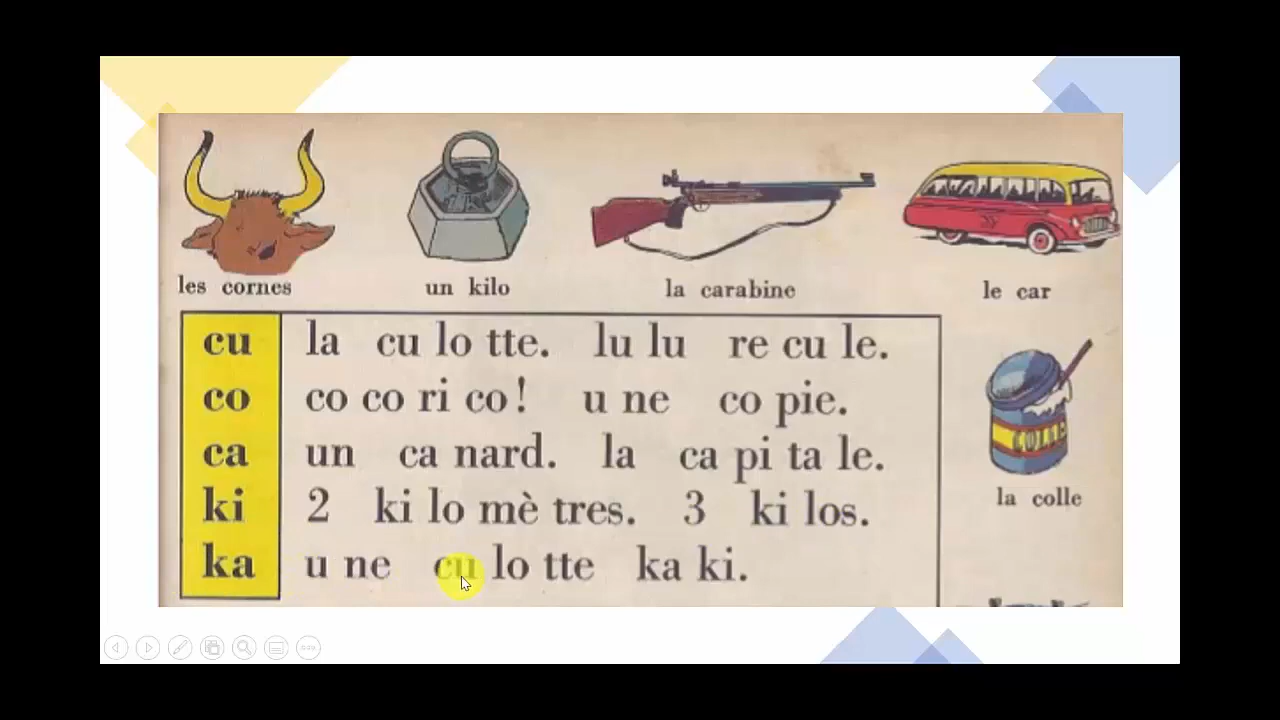 les cornes
un kilo
la carabine
le car
cu la cu lo tte. lu lu re cu le.
co co co ri co! u ne co pie.
ca un ca nard. la ca pi ta le.
ki 2 ki lo mè tres. 3 ki los.
ka u ne cu lo tte ka ki.
COLLE
la colle